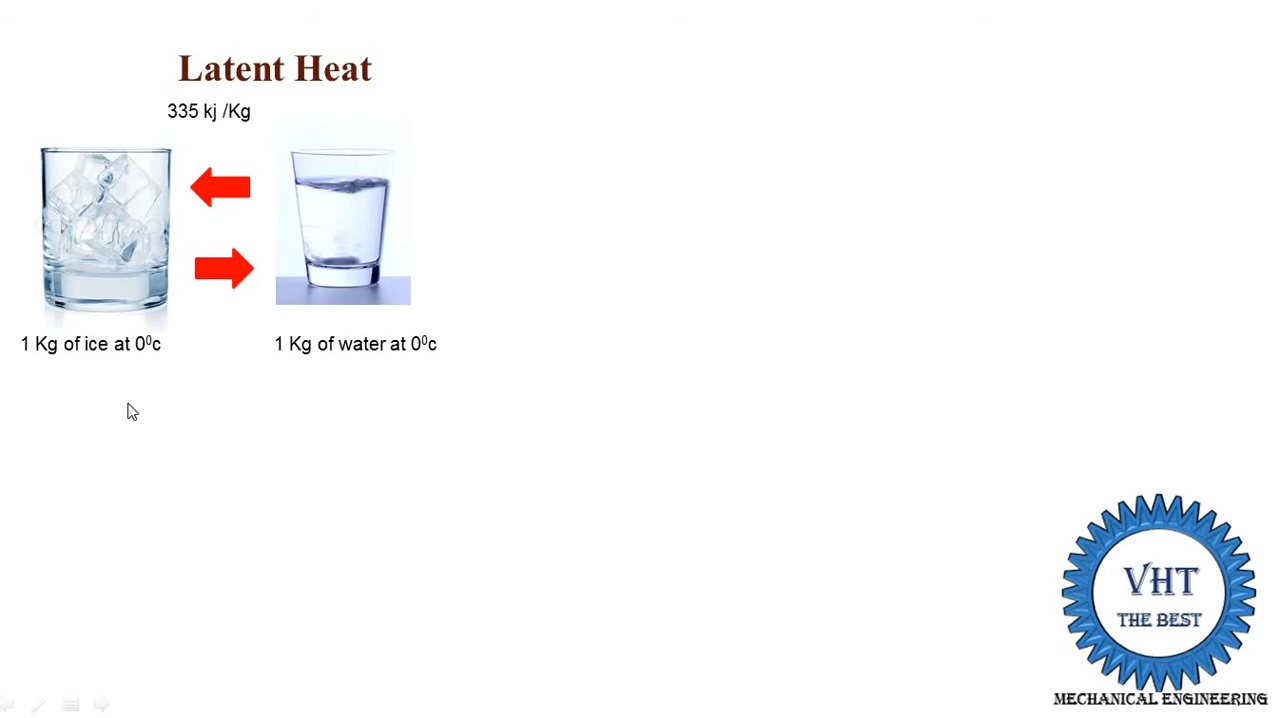 Latent Heat
335 kj /Kg
1 Kg of ice at 0⁰c
1 Kg of water at 0⁰c
VHT
THE BEST
MECHANICAL ENGINEERING